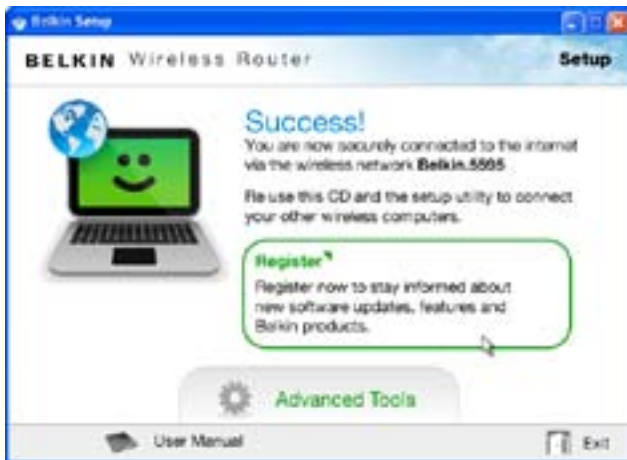 Belkin Setup
BELKIN Wireless Router
Setup
Success!
You are now securely connected to the internet
via the wireless network Belkin.5595
Re use this CD and the setup utility to connect
your other wireless computers.
Register
Register now to stay informed about
new software updates, features and
Belkin products.
Advanced Tools
User Manual
Exit